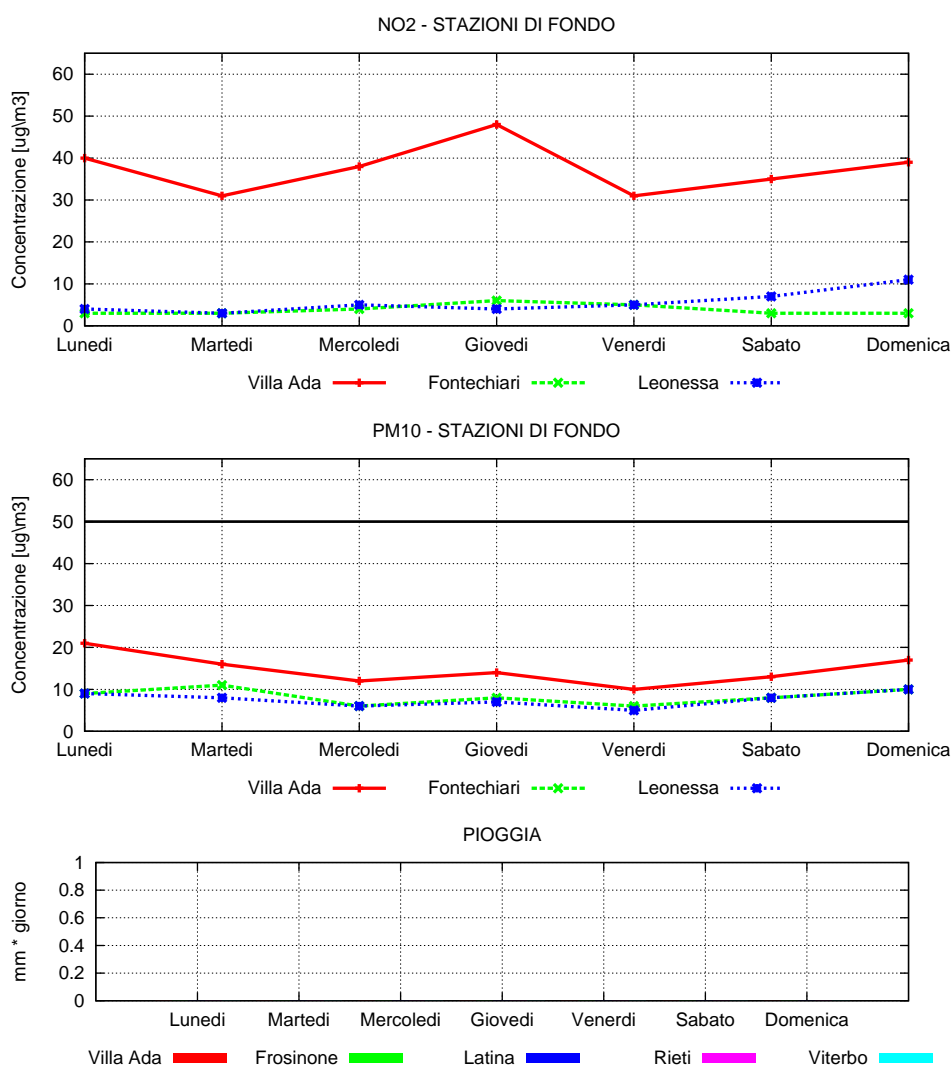 NO2 - STAZIONI DI FONDO
Concentrazione [ug\m3]
60
50
40
30
20
10
0
Lunedi Martedi Mercoledi Giovedi Venerdi Sabato Domenica
Villa Ada Fontechiari Leonessa
PM10 - STAZIONI DI FONDO
Concentrazione [ug\m3]
60
50
40
30
20
10
0
Lunedi Martedi Mercoledi Giovedi Venerdi Sabato Domenica
Villa Ada Fontechiari Leonessa
PIOGGIA
mm * giorno
1
0.8
0.6
0.4
0.2
0
Lunedi Martedi Mercoledi Giovedi Venerdi Sabato Domenica
Villa Ada Frosinone Latina Rieti Viterbo